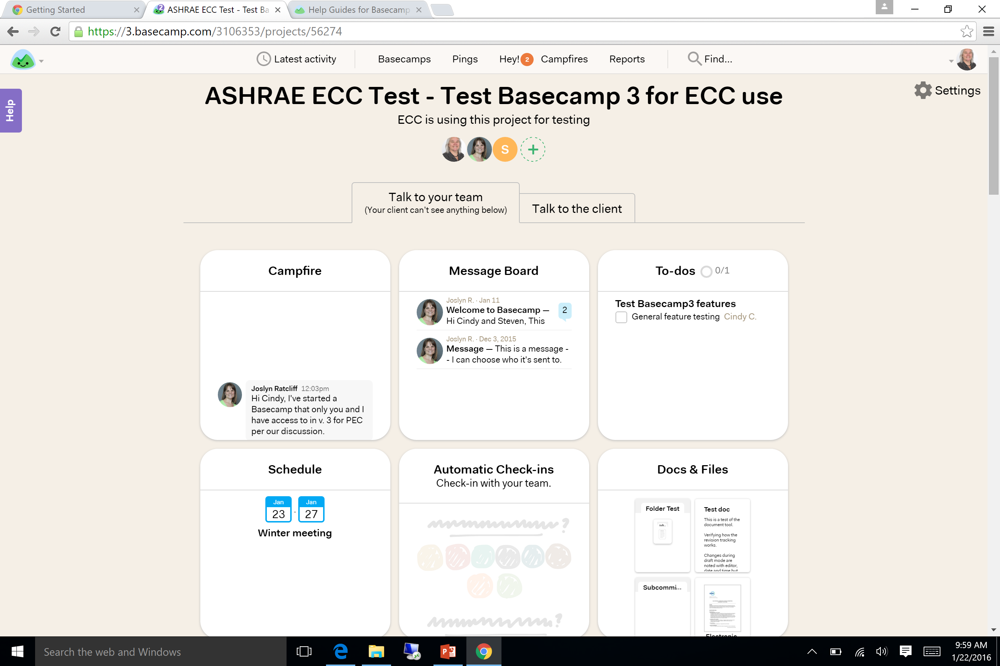 Getting Started
2
ASHRAE ECC Test - Test Ba
Help Guides for Basecamp
https://3.basecamp.com/3106353/projects/56274
Latest activity
Basecamps
Pings
Hey! 2
Campfires
Reports
Find...
Help
Settings
ASHRAE ECC Test - Test Basecamp 3 for ECC use
ECC is using this project for testing
S
Talk to your team
(Your client can't see anything below)
Talk to the client
Campfire
Joslyn Ratcliff 12:03pm
Hi Cindy, I've started a
Basecamp that only you and I
have access to in v. 3 for PEC
per our discussion.
Message Board
Joslyn R. · Jan 11
Welcome to Basecamp —
Hi Cindy and Steven, This
2
Joslyn R. · Dec 3, 2015
Message — This is a message -
- I can choose who it's sent to.
To-dos 0/1
Test Basecamp3 features
General feature testing Cindy C.
Schedule
Jan
23
-
Jan
27
Winter meeting
Automatic Check-ins
Check-in with your team.
?
?
Docs & Files
Folder Test
sub...
Test doc
This is a test of the
document tool.
Verifying how the
revision tracking
works.
Changes during
draft mode are
noted with editor,
date and time but
Subcommi...
Electronic
Search the web and Windows
9:59 AM
1/22/2016